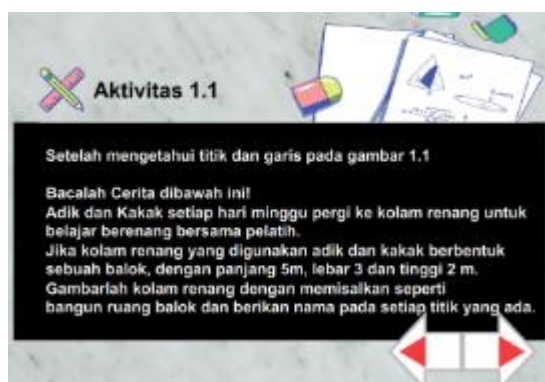 Aktivitas 1.1
Setelah mengetahui titik dan garis pada gambar 1.1
Bacalah Cerita dibawah ini!
Adik dan Kakak setiap hari minggu pergi ke kolam renang untuk
belajar berenang bersama pelatih.
Jika kolam renang yang digunakan adik dan kakak berbentuk
sebuah balok, dengan panjang 5m, lebar 3 dan tinggi 2 m.
Gambarlah kolam renang dengan memisalkan seperti
bangun ruang balok dan berikan nama pada setiap titik yang ada.